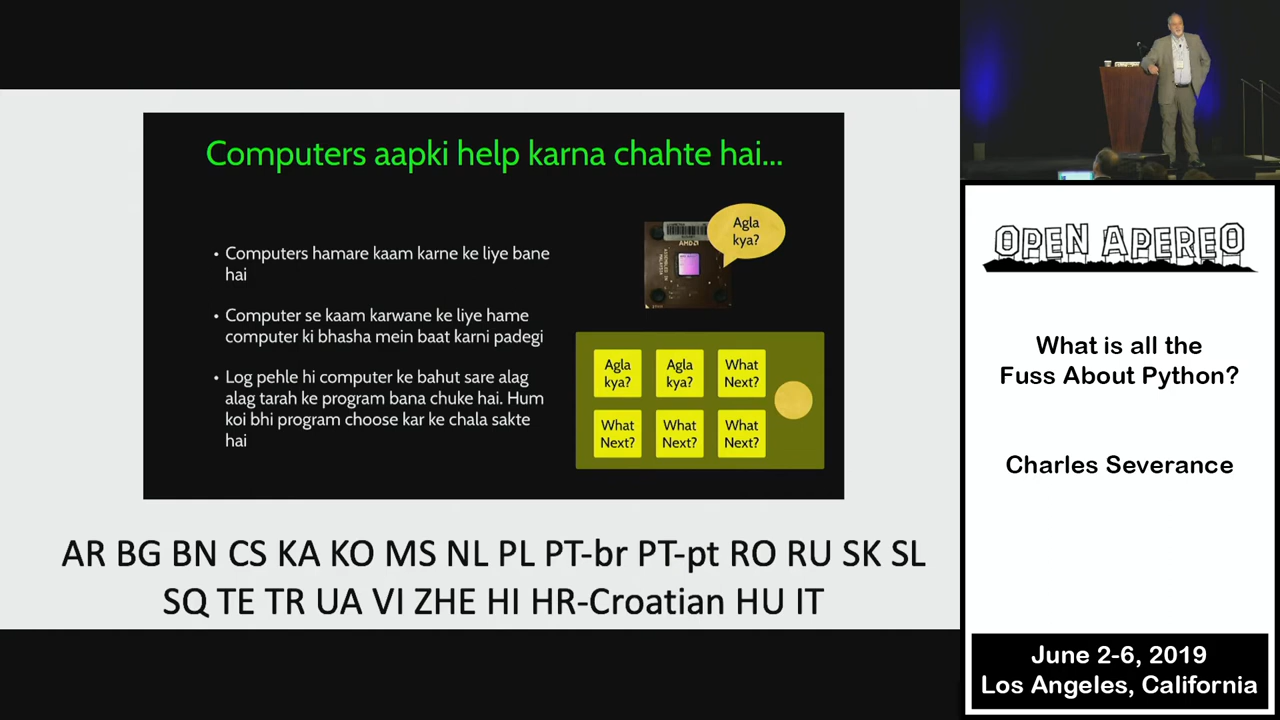 Computers aapki help karna chahte hai...
• Computers hamare kaam karne ke liye bane
hai
• Computer se kaam karwane ke liye hame
computer ki bhasha mein baat karni padegi
• Log pehle hi computer ke bahut sare alag
alag tarah ke program bana chuke hai. Hum
koi bhi program choose kar ke chala sakte
hai
Agla
kya?
AMD
Agla
kya?
Agla
kya?
What
Next?
What
Next?
What
Next?
What
Next?
AR BG BN CS KA KO MS NL PL PT-br PT-pt RO RU SK SL
SQ TE TR UA VI ZHE HI HR-Croatian HU IT
OPEN APEREO
What is all the
Fuss About Python?
Charles Severance
June 2-6, 2019
Los Angeles, California